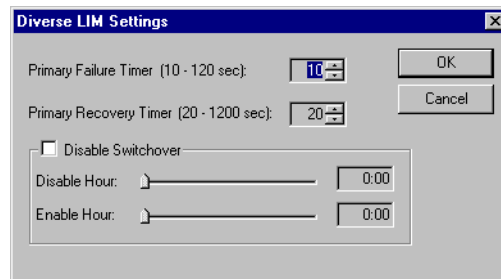 Diverse LIM Settings
Primary Failure Timer (10 - 120 sec): 10
OK
Primary Recovery Timer (20 - 1200 sec): 20
Cancel
Disable Switchover
Disable Hour: 0:00
Enable Hour: 0:00